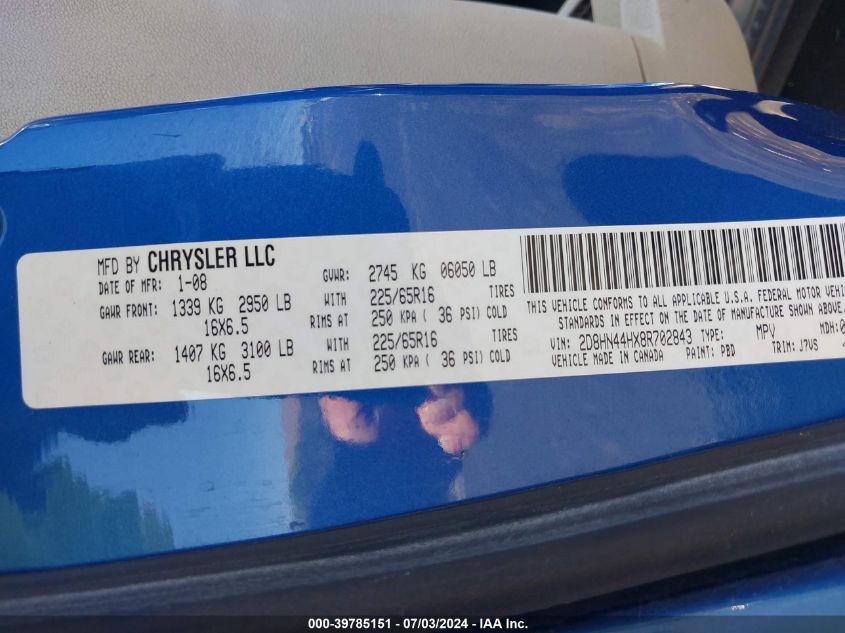 MFD BY CHRYSLER LLC
DATE OF MFR: 1-08 GVWR: 2745 KG 06050 LB
GAWR FRONT: 1339 KG 2950 LB WITH 225/65R16 TIRES
16X6.5 RIMS AT 250 KPA ( 36 PSI) COLD
GAWR REAR: 1407 KG 3100 LB WITH 225/65R16 TIRES
16X6.5 RIMS AT 250 KPA ( 36 PSI) COLD
THIS VEHICLE CONFORMS TO ALL APPLICABLE U.S.A. FEDERAL MOTOR
STANDARDS IN EFFECT ON THE DATE OF MANUFACTURE SHOWN ABOVE.
VIN: 2D8HN44HX8R702843 TYPE: MPV MDH:
VEHICLE MADE IN CANADA PAINT: PBD TRIM: J7VS
000-39785151 - 07/03/2024 - IAA Inc.